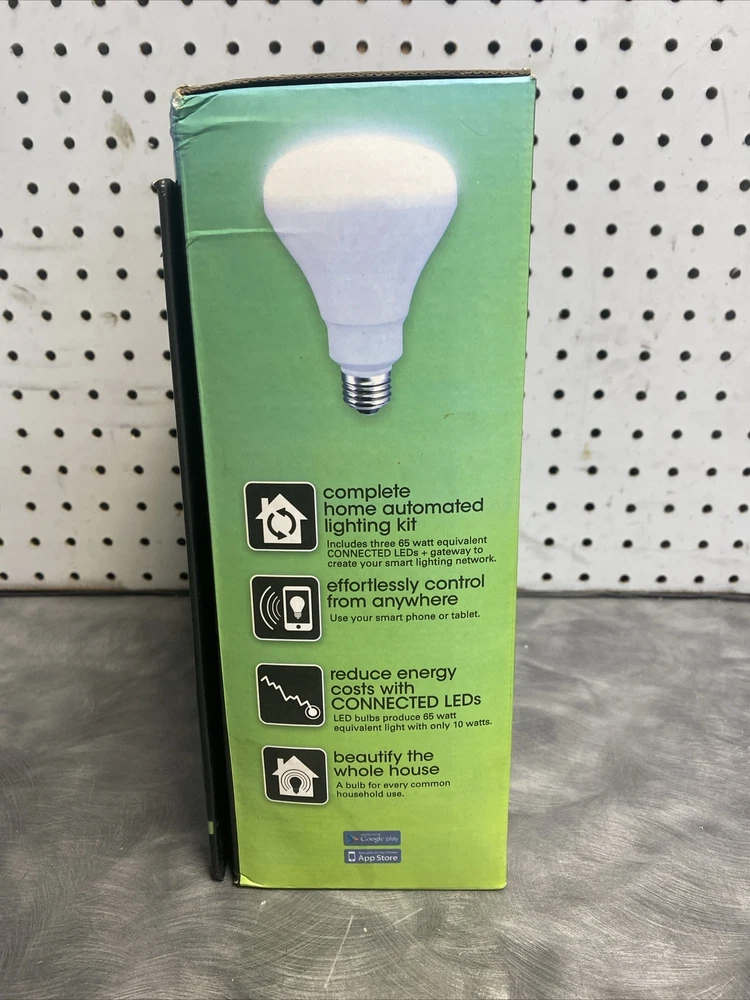 complete
home automated
lighting kit
Includes three 65 watt equivalent
CONNECTED LEDs + gateway to
create your smart lighting network.
effortlessly control
from anywhere
Use your smart phone or tablet.
reduce energy
costs with
CONNECTED LEDs
LED bulbs produce 65 watt
equivalent light with only 10 watts.
beautify the
whole house
A bulb for every common
household use.
Google play
App Store